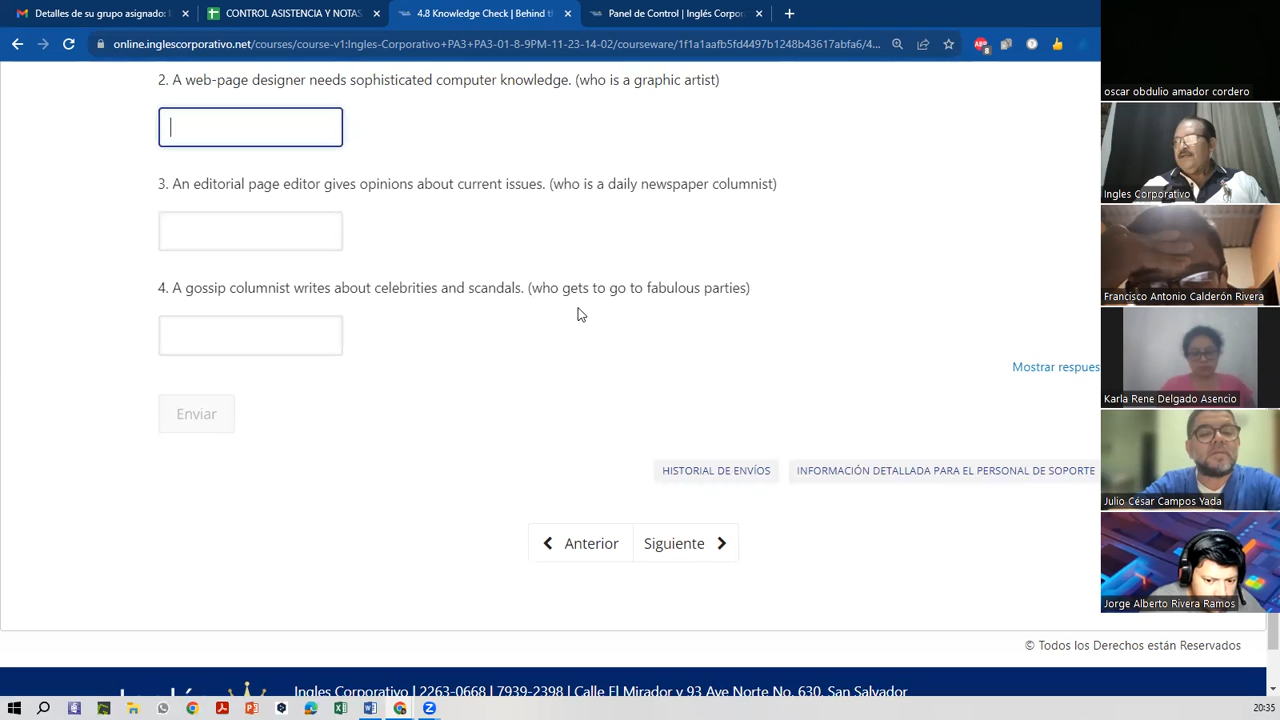 Detalles de su grupo asignado:
CONTROL ASISTENCIA Y NOTAS
4.8 Knowledge Check | Behind th
Panel de Control | Inglés Corpor
online.inglescorporativo.net/courses/course-v1:Ingles-Corporativo+PA3+PA3-01-8-9PM-11-23-14-02/courseware/1f1a1aafb5fd4497b1248b43617abfa6/4...
2. A web-page designer needs sophisticated computer knowledge. (who is a graphic artist)
3. An editorial page editor gives opinions about current issues. (who is a daily newspaper columnist)
4. A gossip columnist writes about celebrities and scandals. (who gets to go to fabulous parties)
Mostrar respues
Enviar
HISTORIAL DE ENVÍOS
INFORMACIÓN DETALLADA PARA EL PERSONAL DE SOPORTE
Anterior
Siguiente
© Todos los Derechos están Reservados
Ingles Corporativo | 2263-0668 | 7939-2398 | Calle El Mirador y 93 Ave Norte No. 630, San Salvador
oscar obdulio amador cordero
Ingles Corporativo
Francisco Antonio Calderón Rivera
Karla Rene Delgado Asencio
Julio César Campos Yada
Jorge Alberto Rivera Ramos
20:35